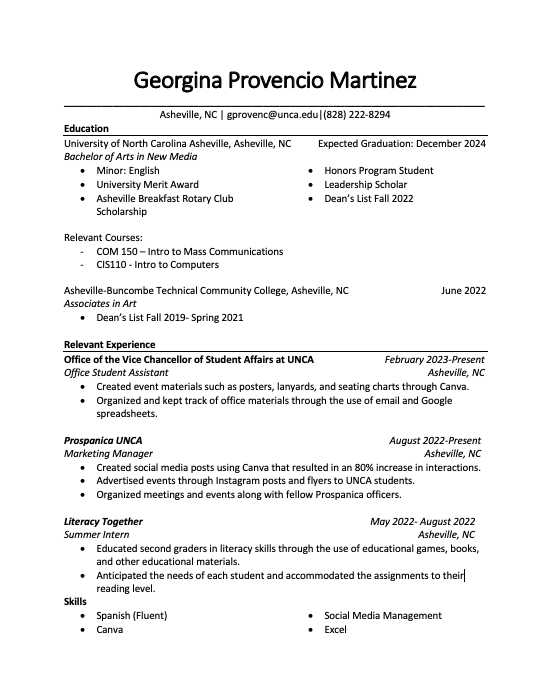 Georgina Provencio Martinez
Asheville, NC | gprovenc@unca.edu|(828) 222-8294
Education
University of North Carolina Asheville, Asheville, NC Expected Graduation: December 2024
Bachelor of Arts in New Media
• Minor: English
• University Merit Award
• Asheville Breakfast Rotary Club
Scholarship
• Honors Program Student
• Leadership Scholar
• Dean’s List Fall 2022
Relevant Courses:
- COM 150 – Intro to Mass Communications
- CIS110 - Intro to Computers
Asheville-Buncombe Technical Community College, Asheville, NC June 2022
Associates in Art
• Dean’s List Fall 2019- Spring 2021
Relevant Experience
Office of the Vice Chancellor of Student Affairs at UNCA February 2023-Present
Office Student Assistant Asheville, NC
• Created event materials such as posters, lanyards, and seating charts through Canva.
• Organized and kept track of office materials through the use of email and Google
spreadsheets.
Prospanica UNCA August 2022-Present
Marketing Manager Asheville, NC
• Created social media posts using Canva that resulted in an 80% increase in interactions.
• Advertised events through Instagram posts and flyers to UNCA students.
• Organized meetings and events along with fellow Prospanica officers.
Literacy Together May 2022- August 2022
Summer Intern Asheville, NC
• Educated second graders in literacy skills through the use of educational games, books,
and other educational materials.
• Anticipated the needs of each student and accommodated the assignments to their
reading level.
Skills
• Spanish (Fluent)
• Canva
• Social Media Management
• Excel